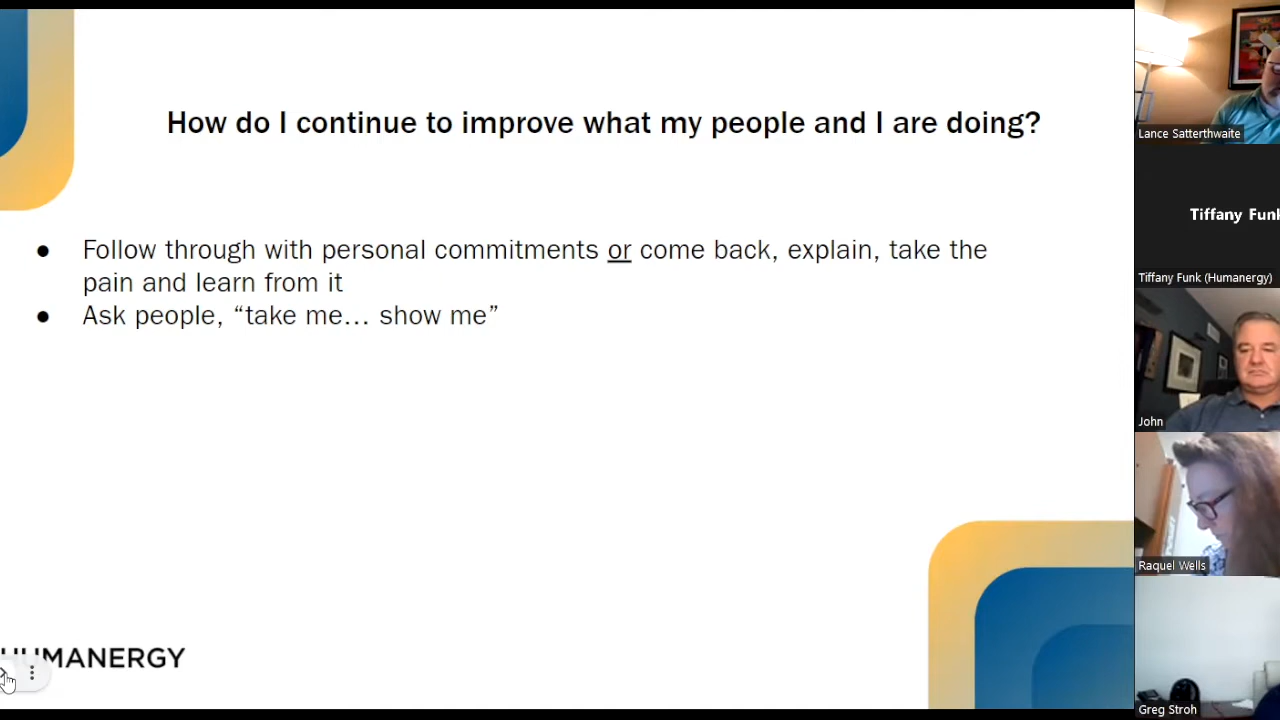 How do I continue to improve what my people and I are doing?
● Follow through with personal commitments or come back, explain, take the
pain and learn from it
● Ask people, “take me... show me”
HUMANERGY
Lance Satterthwaite
Tiffany Funk
Tiffany Funk (Humanergy)
John
Raquel Wells
Greg Stroh